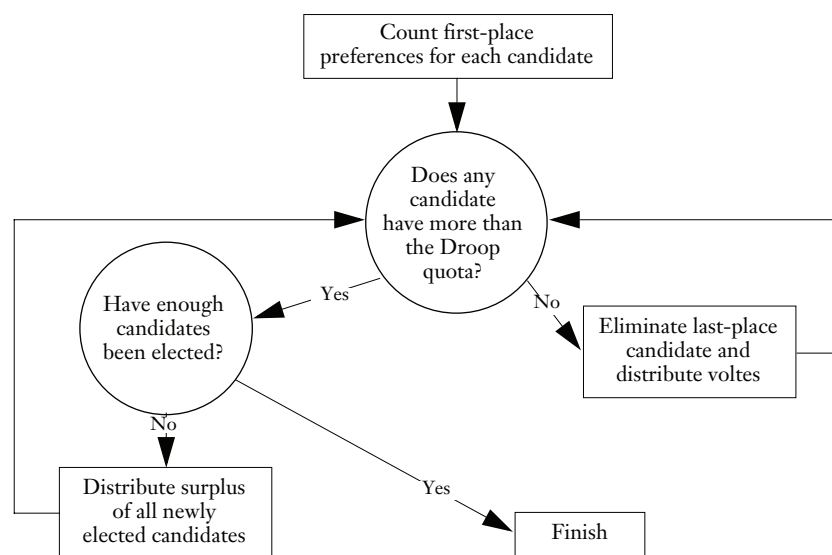 Count first-place
preferences for each candidate
Does any
candidate
have more than
the Droop
quota?
Yes
No
Have enough
candidates
been elected?
Eliminate last-place
candidate and
distribute voltes
No
Distribute surplus
of all newly
elected candidates
Yes
Finish